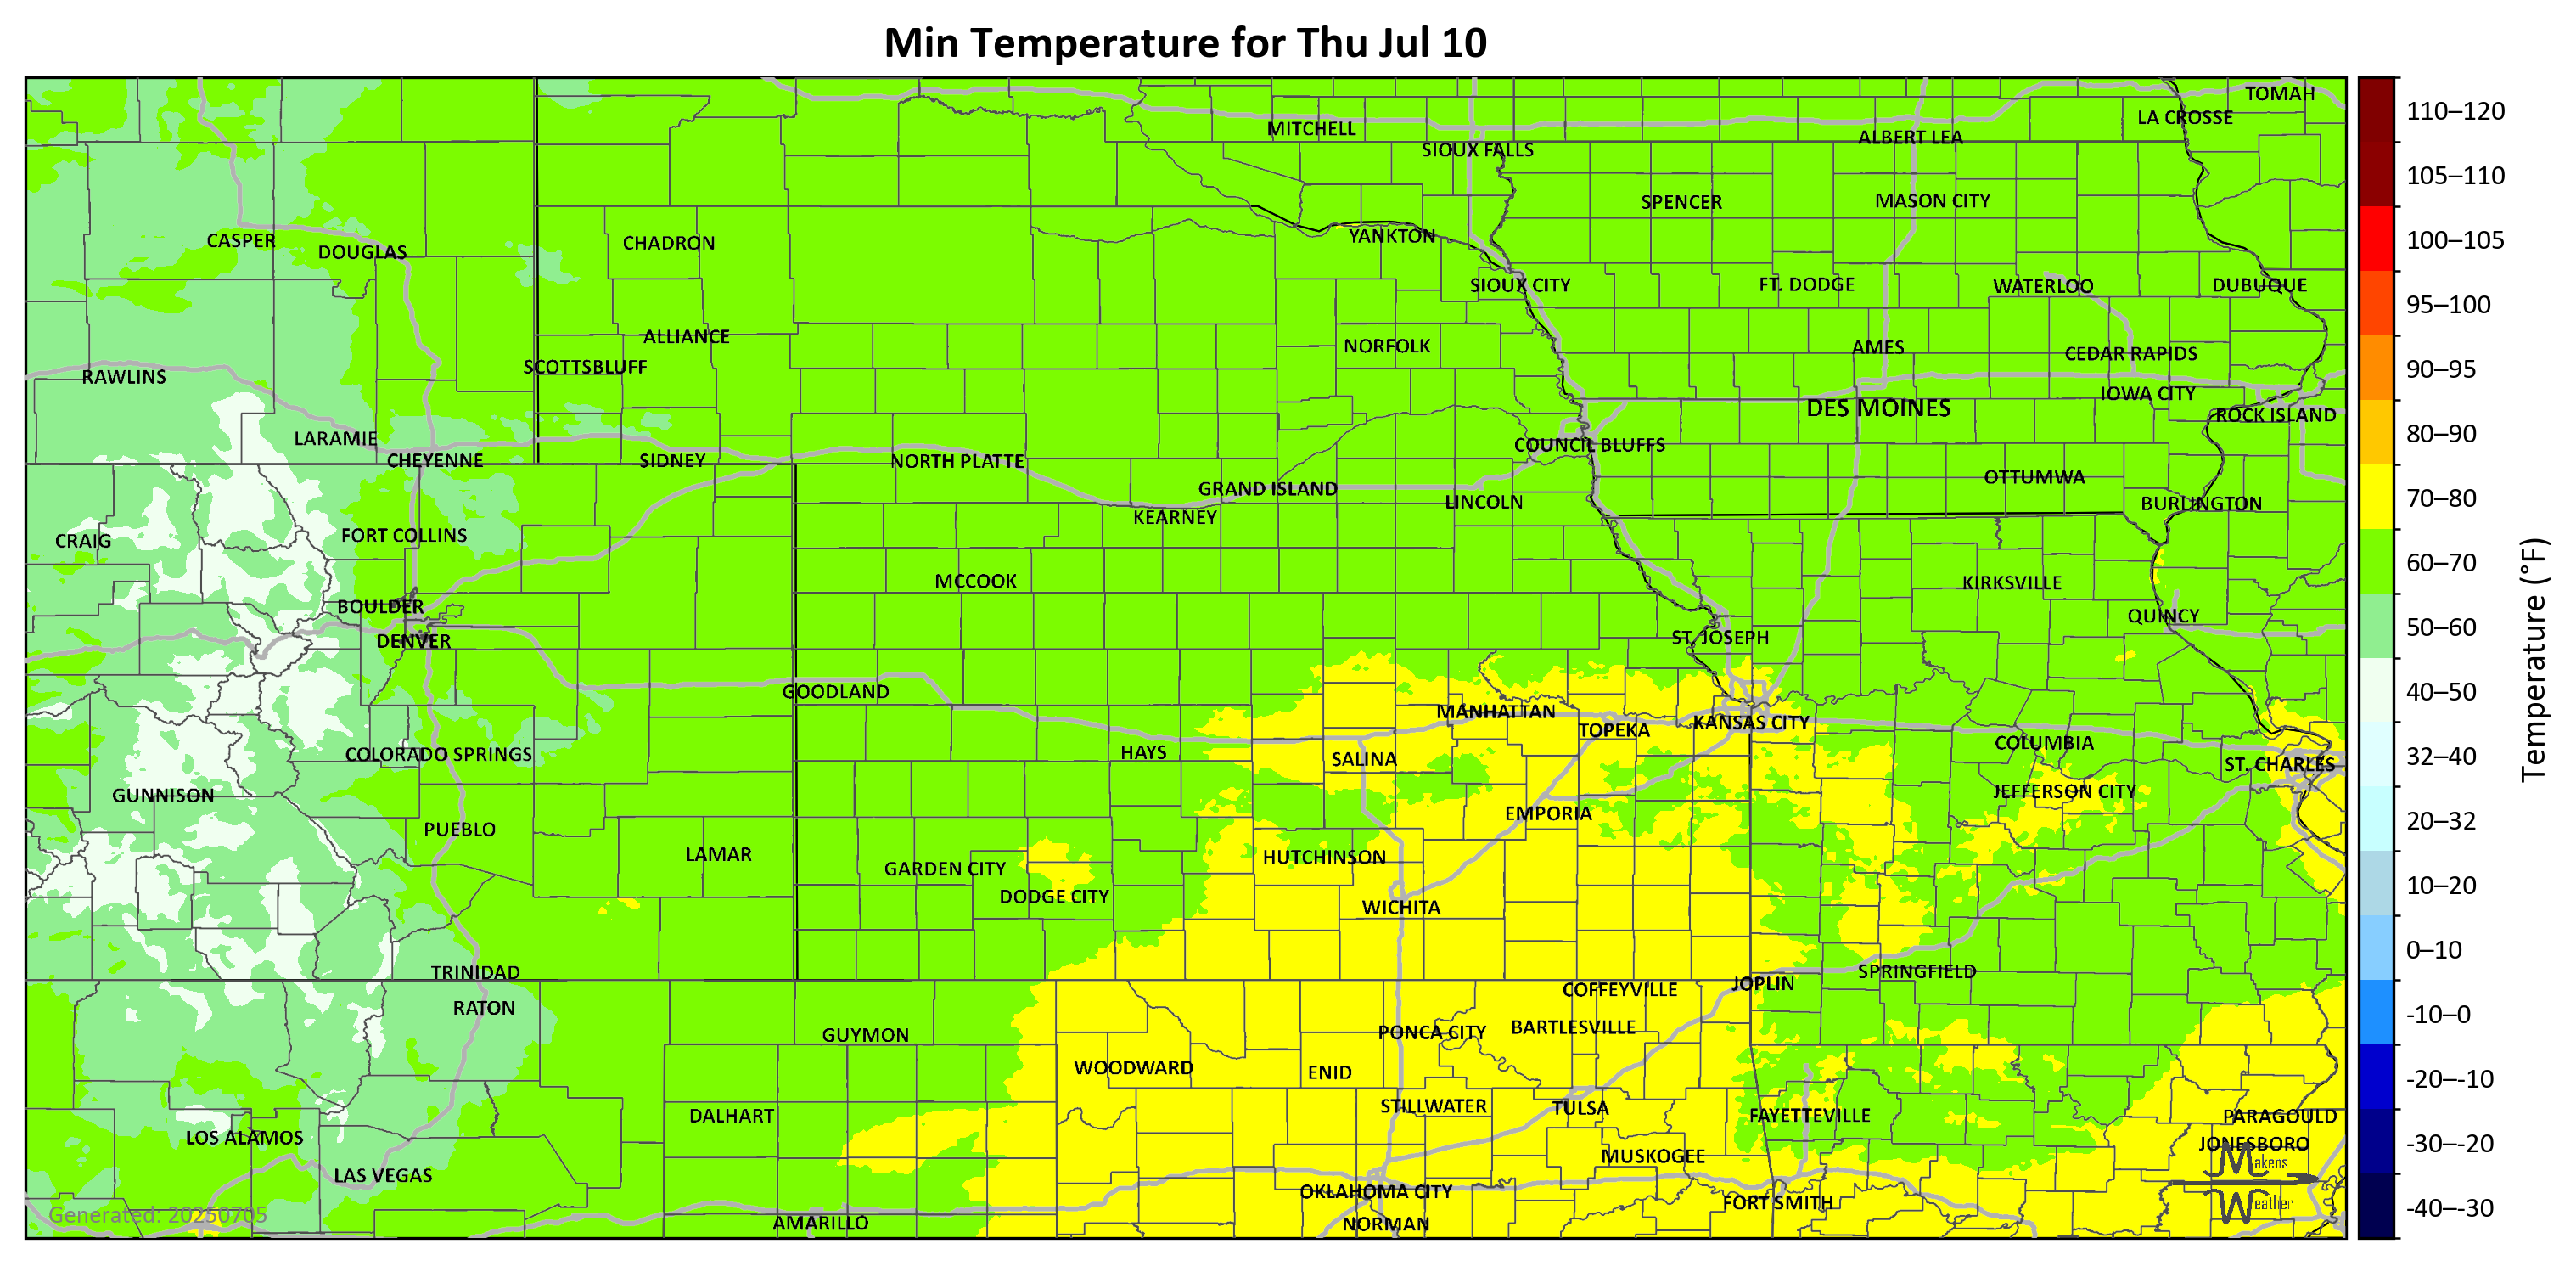 Min Temperature for Thu Jul 10
TOMAH
LA CROSSE
MITCHELL
ALBERT LEA
SIOUX FALLS
SPENCER
MASON CITY
CASPER
DOUGLAS
CHADRON
YANKTON
SIOUX CITY
FT. DODGE
WATERLOO
DUBUQUE
ALLIANCE
NORFOLK
AMES
CEDAR RAPIDS
SCOTTSBLUFF
RAWLINS
IOWA CITY
DES MOINES
ROCK ISLAND
LARAMIE
COUNCIL BLUFFS
CHEYENNE
SIDNEY
NORTH PLATTE
OTTUMWA
GRAND ISLAND
LINCOLN
BURLINGTON
KEARNEY
CRAIG
FORT COLLINS
MCCOOK
KIRKSVILLE
BOULDER
QUINCY
DENVER
ST. JOSEPH
GOODLAND
MANHATTAN
TOPEKA
KANSAS CITY
COLUMBIA
COLORADO SPRINGS
HAYS
SALINA
ST. CHARLES
GUNNISON
JEFFERSON CITY
EMPORIA
PUEBLO
LAMAR
HUTCHINSON
GARDEN CITY
DODGE CITY
WICHITA
TRINIDAD
SPRINGFIELD
JOPLIN
COFFEYVILLE
RATON
GUYMON
PONCA CITY
BARTLESVILLE
WOODWARD
ENID
DALHART
STILLWATER
TULSA
FAYETTEVILLE
PARAGOULD
LOS ALAMOS
JONESBORO
MUSKOGEE
LAS VEGAS
OKLAHOMA CITY
FORT SMITH
AMARILLO
NORMAN
Generated: 20250705
Makens
Weather
110–120
105–110
100–105
95–100
90–95
80–90
70–80
60–70
50–60
40–50
32–40
20–32
10–20
0–10
-10–0
-20–-10
-30–-20
-40–-30
Temperature (°F)